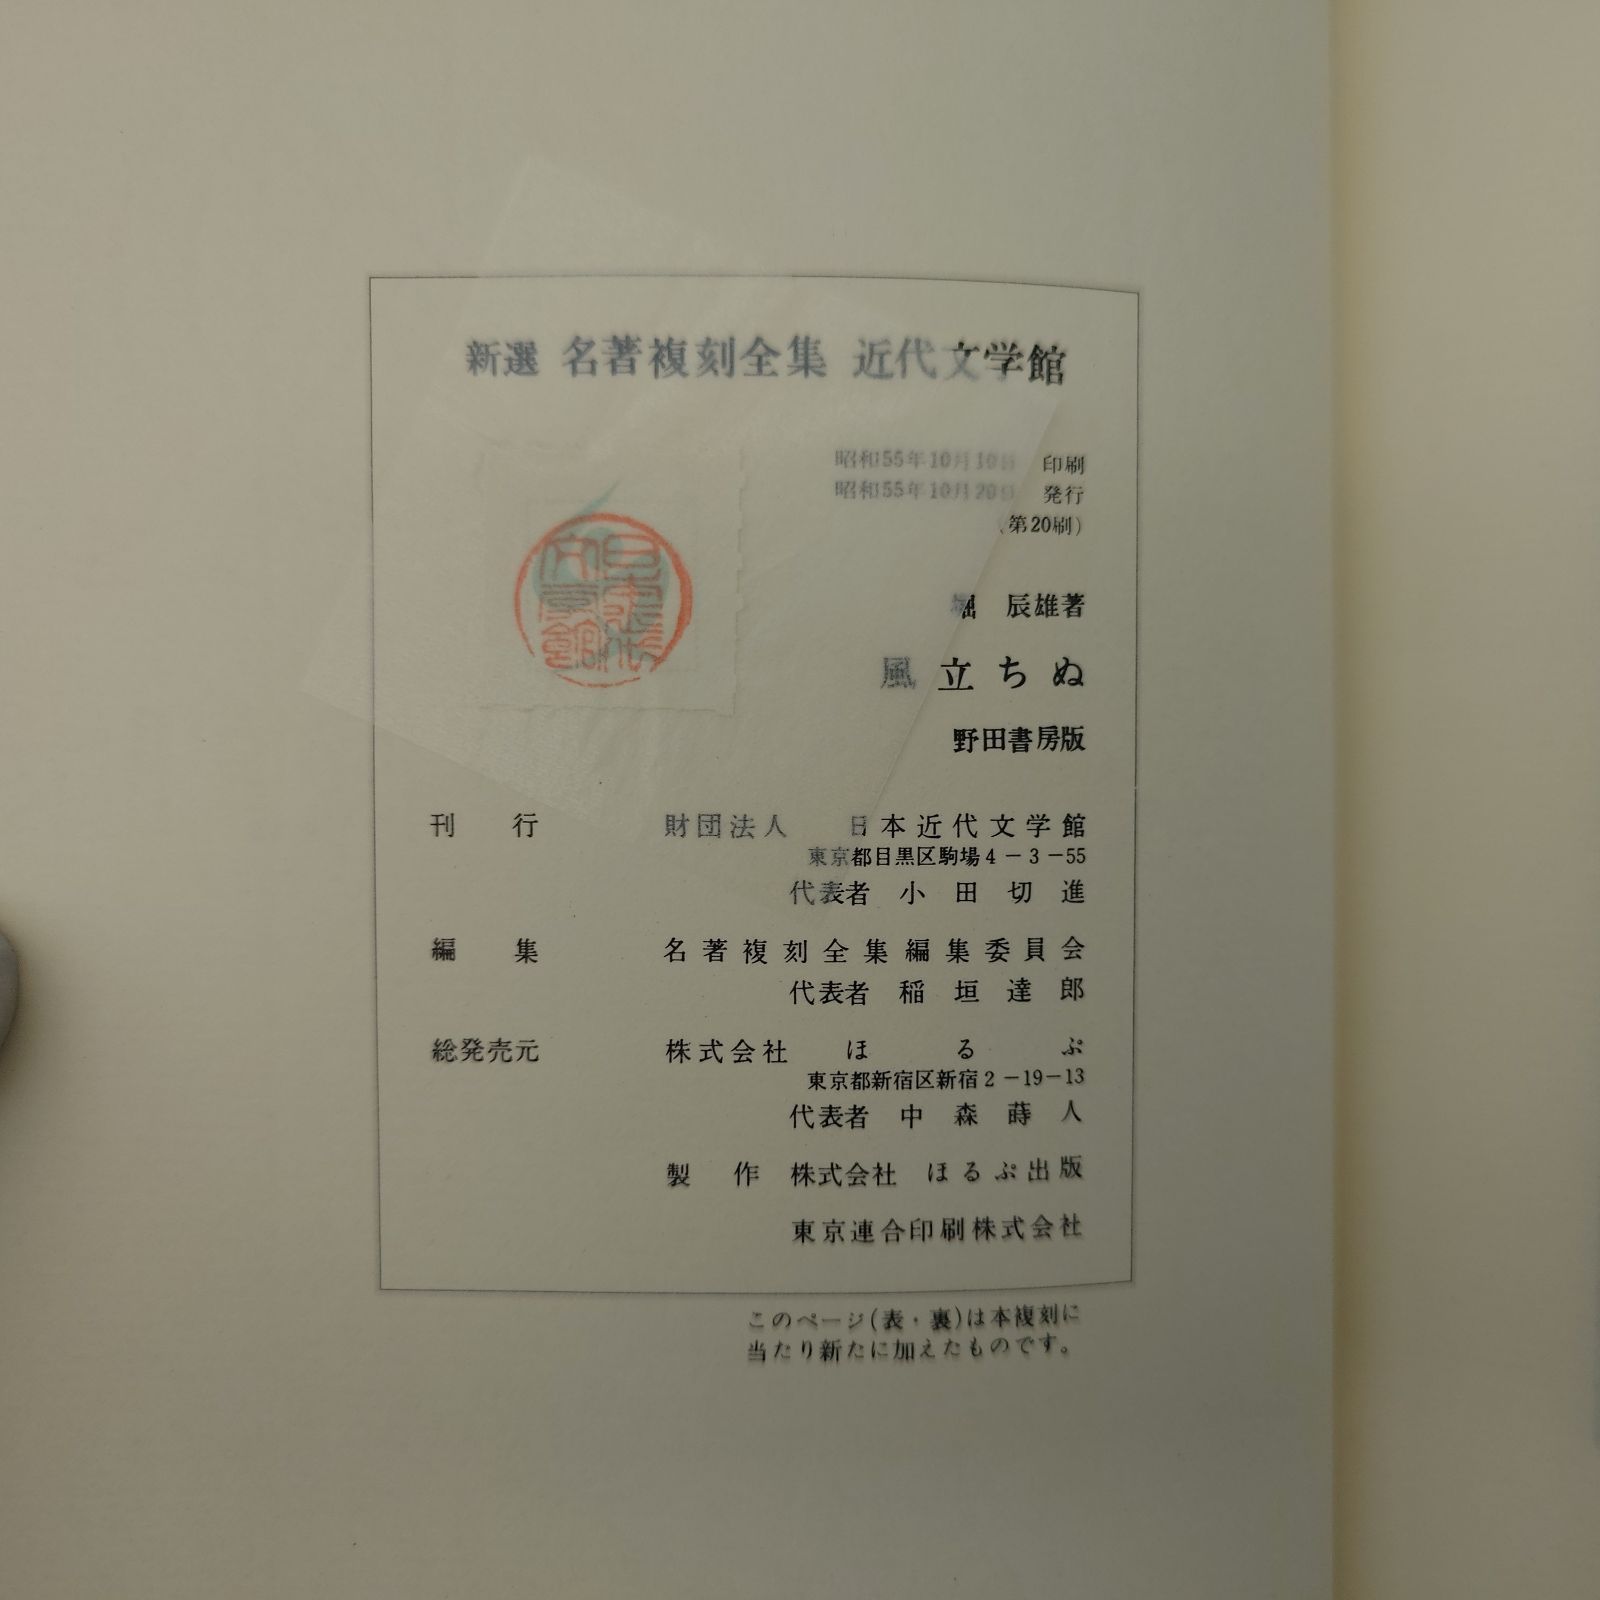 新選 名著複刻全集 近代文学館
昭和55年10月10日 印刷
昭和55年10月20日 発行
(第20刷)
堀 辰雄著
風立ちぬ
野田書房版
刊行 財団法人 日本近代文学館
東京都目黒区駒場4-3-55
代表者 小田切進
編集 名著複刻全集編集委員会
代表者 稲垣達郎
総発売元 株式会社 ほるぷ
東京都新宿区新宿2-19-13
代表者 中森蒔人
製作 株式会社 ほるぷ出版
東京連合印刷株式会社
このページ(表・裏)は本複刻に
当たり新たに加えたものです。
日本近代
文学館